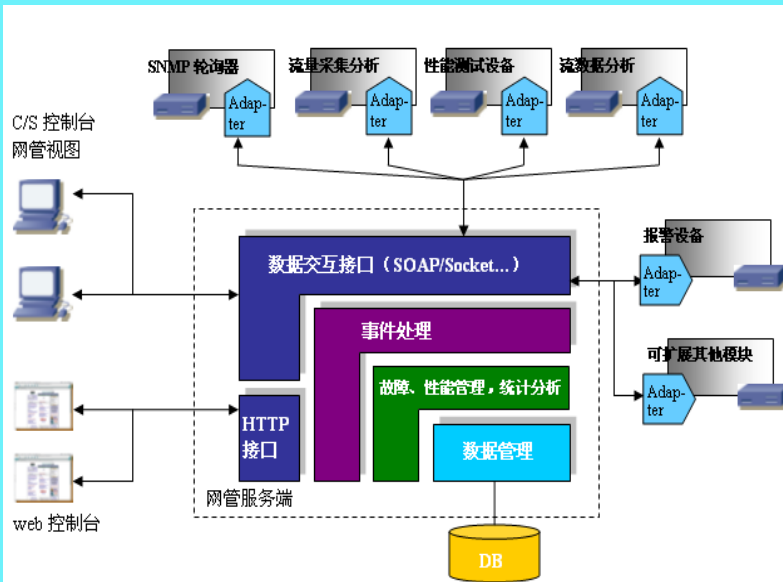 SNMP 轮询器
流量采集分析
性能测试设备
流数据分析
Adap-
ter
Adap-
ter
Adap-
ter
Adap-
ter
C/S 控制台
网管视图
数据交互接口（SOAP/Socket...）
报警设备
Adap-
ter
事件处理
可扩展其他模块
Adap-
ter
故障、性能管理，统计分析
HTTP
接口
数据管理
网管服务端
web 控制台
DB